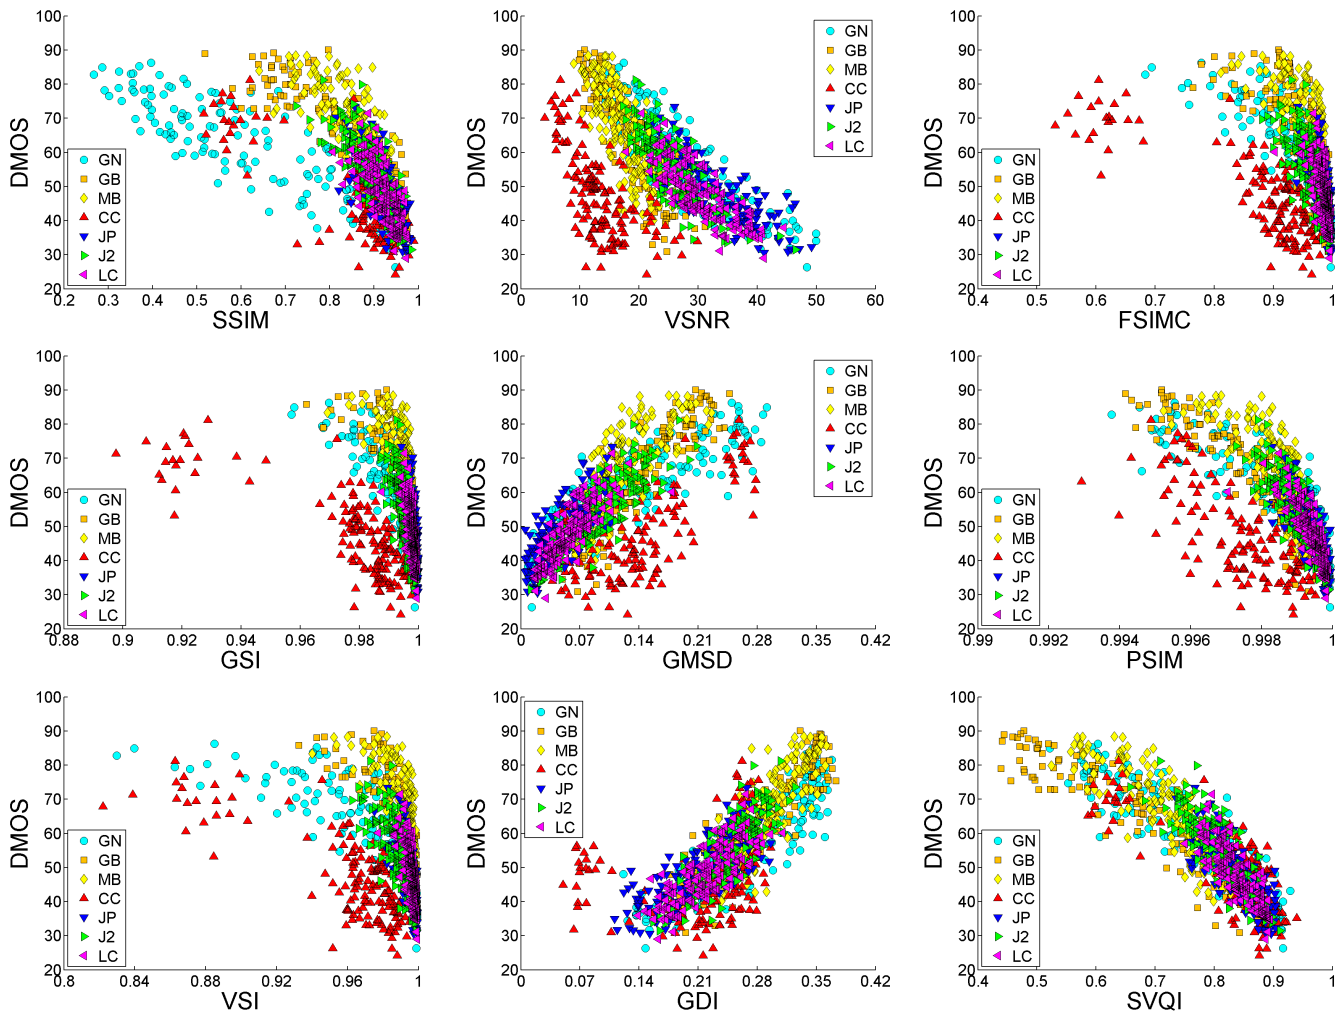 100
90
80
70
60
50
40
30
20
DMOS
GN
GB
MB
CC
JP
J2
LC
0.2 0.3 0.4 0.5 0.6 0.7 0.8 0.9 1
SSIM
100
90
80
70
60
50
40
30
20
DMOS
GN
GB
MB
CC
JP
J2
LC
0 10 20 30 40 50 60
VSNR
100
90
80
70
60
50
40
30
20
DMOS
GN
GB
MB
CC
JP
J2
LC
0.4 0.5 0.6 0.7 0.8 0.9 1
FSIMC
100
90
80
70
60
50
40
30
20
DMOS
GN
GB
MB
CC
JP
J2
LC
0.88 0.9 0.92 0.94 0.96 0.98 1
GSI
100
90
80
70
60
50
40
30
20
DMOS
GN
GB
MB
CC
JP
J2
LC
0 0.07 0.14 0.21 0.28 0.35 0.42
GMSD
100
90
80
70
60
50
40
30
20
DMOS
GN
GB
MB
CC
JP
J2
LC
0.99 0.992 0.994 0.996 0.998 1
PSIM
100
90
80
70
60
50
40
30
20
DMOS
GN
GB
MB
CC
JP
J2
LC
0.8 0.84 0.88 0.92 0.96 1
VSI
100
90
80
70
60
50
40
30
20
DMOS
GN
GB
MB
CC
JP
J2
LC
0 0.07 0.14 0.21 0.28 0.35 0.42
GDI
100
90
80
70
60
50
40
30
20
DMOS
GN
GB
MB
CC
JP
J2
LC
0.4 0.5 0.6 0.7 0.8 0.9 1
SVQI